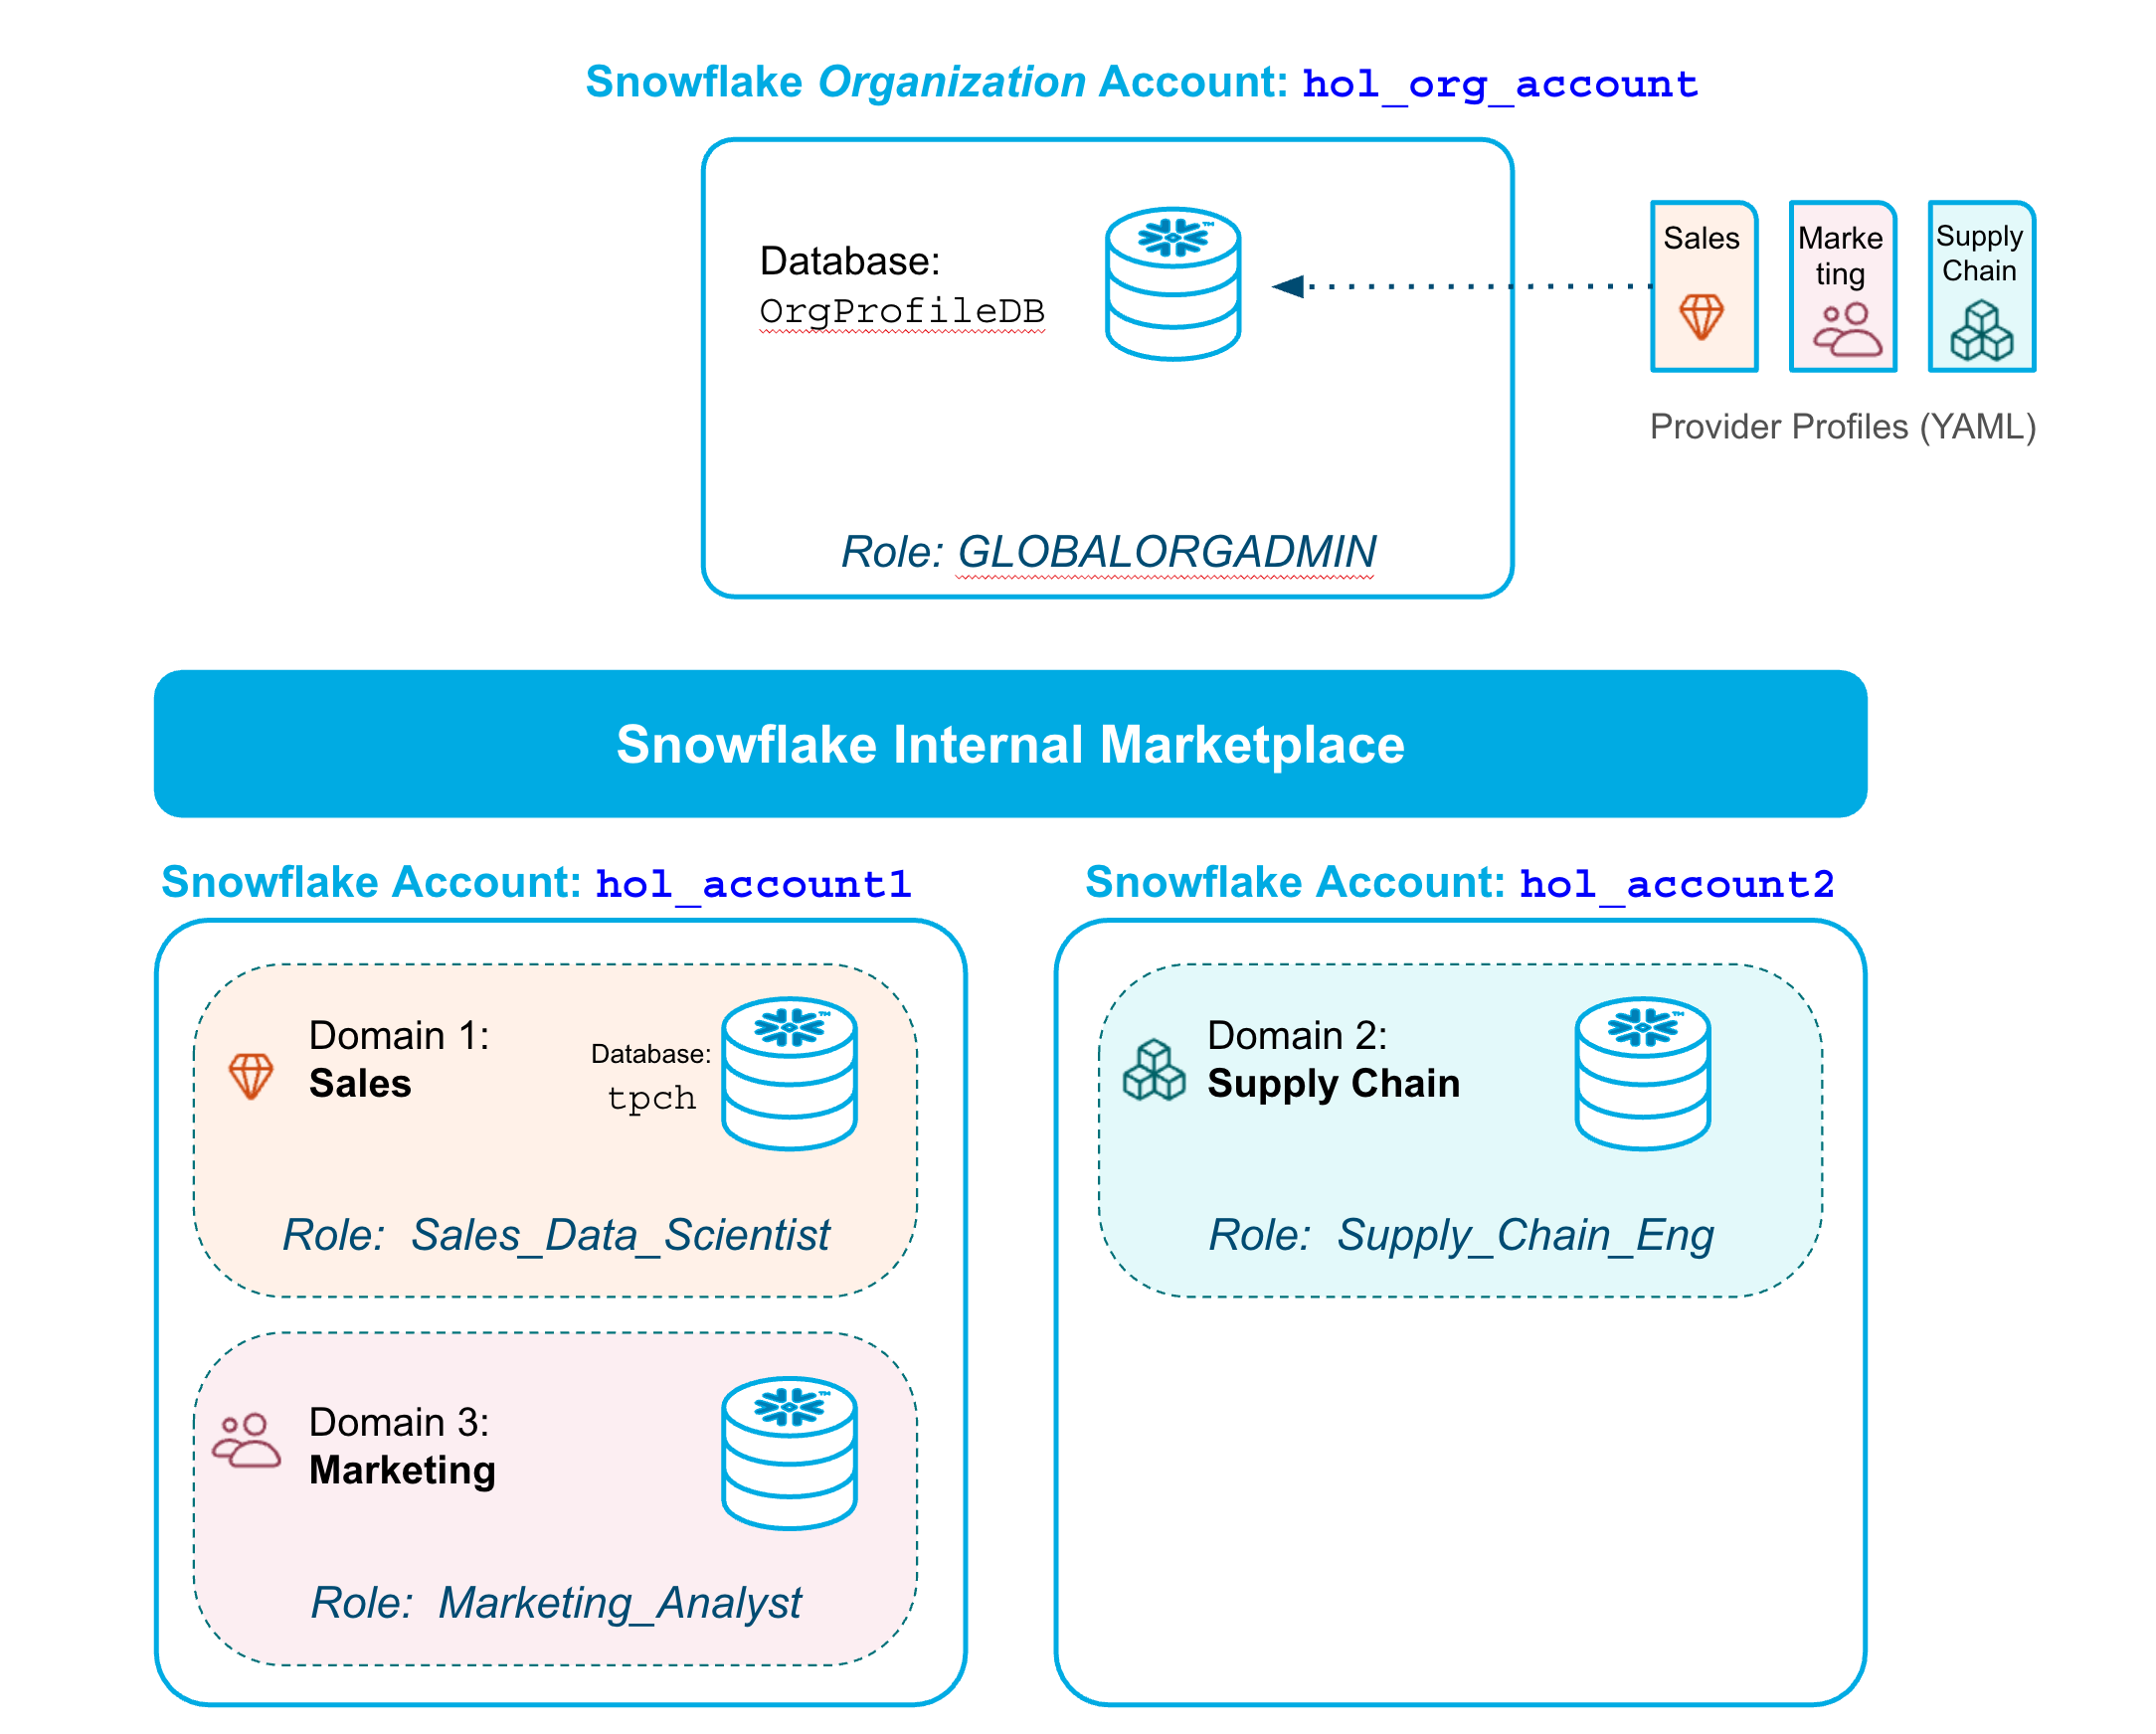 Snowflake Organization Account: hol_org_account
Database:
OrgProfileDB
Role: GLOBALORGADMIN
Sales
Marke
ting
Supply
Chain
Provider Profiles (YAML)
Snowflake Internal Marketplace
Snowflake Account: hol_account1
Domain 1:
Sales
Database:
tpch
Role: Sales_Data_Scientist
Domain 3:
Marketing
Role: Marketing_Analyst
Snowflake Account: hol_account2
Domain 2:
Supply Chain
Role: Supply_Chain_Eng